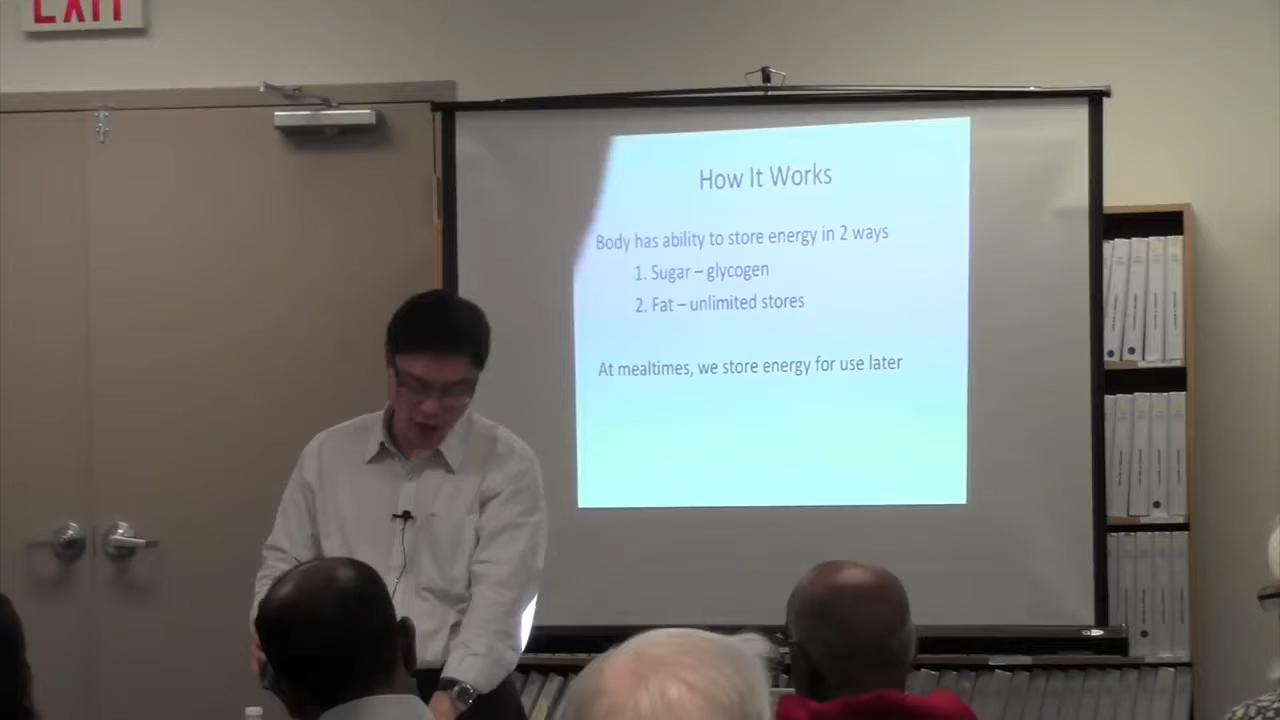 EXIT
How It Works
Body has ability to store energy in 2 ways
1. Sugar – glycogen
2. Fat – unlimited stores
At mealtimes, we store energy for use later